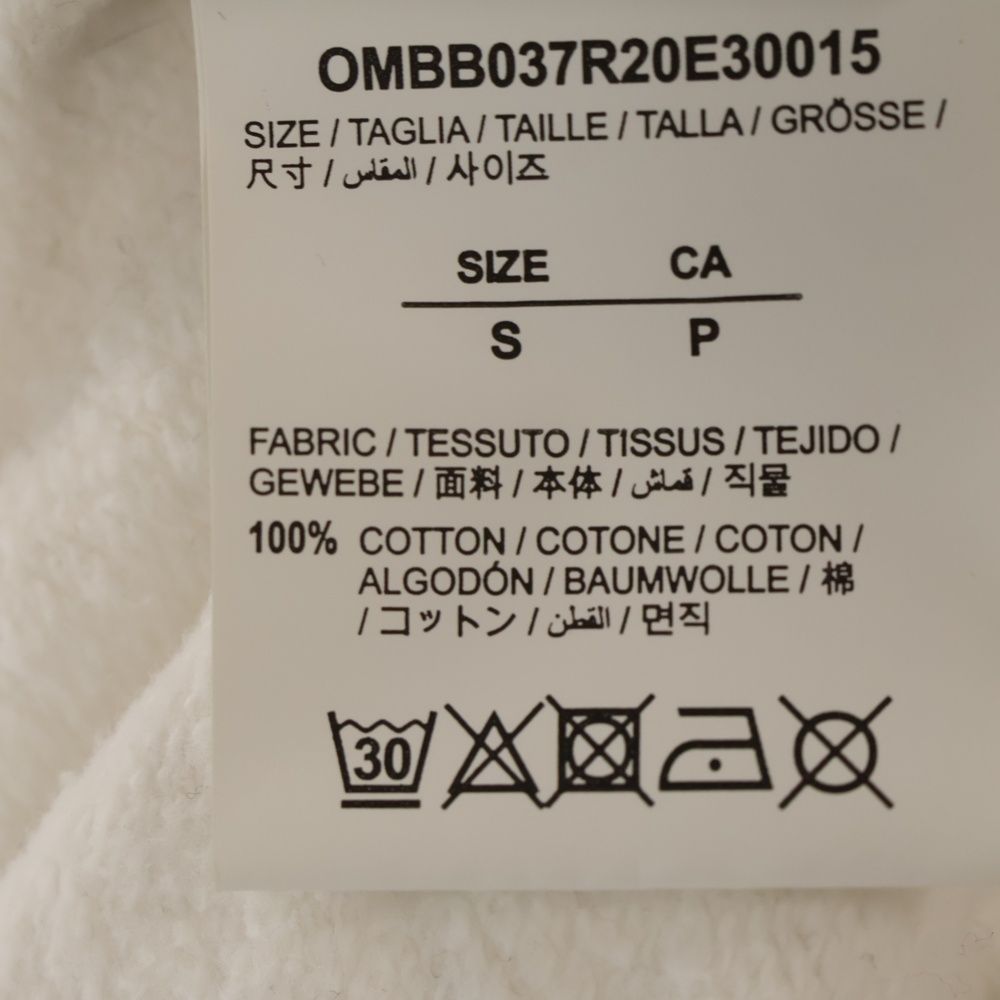 OMBB037R20E30015
SIZE / TAGLIA / TAILLE / TALLA / GRÖSSE /
尺寸 / المقاس / 사이즈
SIZE CA
S P
FABRIC / TESSUTO / TISSUS / TEJIDO /
GEWEBE / 面料 / 本体 / قماش / 직물
100% COTTON / COTONE / COTON /
ALGODÓN / BAUMWOLLE / 棉
/ コットン / القطن / 면직
30